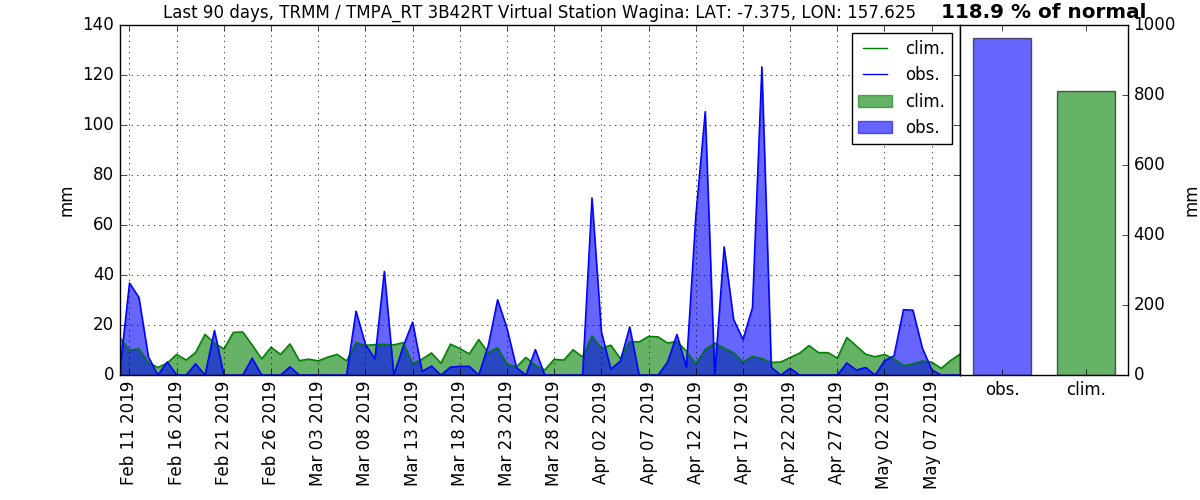 Last 90 days, TRMM / TMPA_RT 3B42RT Virtual Station Wagina: LAT: -7.375, LON: 157.625
118.9 % of normal
140
120
100
80
60
40
20
0
mm
clim.
obs.
clim.
obs.
1000
800
600
400
200
0
mm
obs.
clim.
Feb 11 2019
Feb 16 2019
Feb 21 2019
Feb 26 2019
Mar 03 2019
Mar 08 2019
Mar 13 2019
Mar 18 2019
Mar 23 2019
Mar 28 2019
Apr 02 2019
Apr 07 2019
Apr 12 2019
Apr 17 2019
Apr 22 2019
Apr 27 2019
May 02 2019
May 07 2019